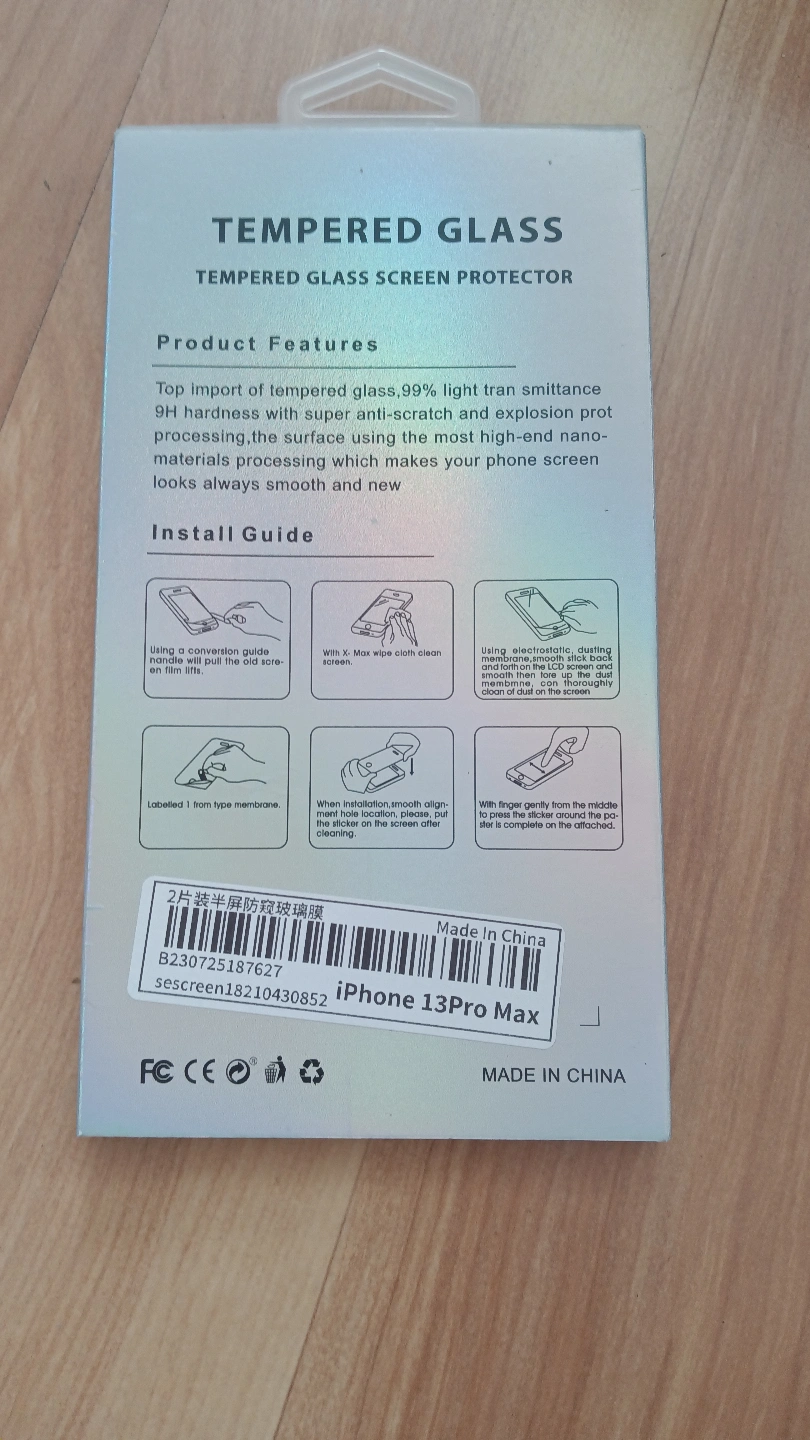 TEMPERED GLASS
TEMPERED GLASS SCREEN PROTECTOR
Product Features
Top import of tempered glass,99% light tran smittance
9H hardness with super anti-scratch and explosion prot
processing,the surface using the most high-end nano-
materials processing which makes your phone screen
looks always smooth and new
Install Guide
Using a conversion guide
nandle will pull the old scre-
en film lifts.
With X- Max wipe cloth clean
screen.
Using electrostatic, dusting
membrane,smooth stick back
and forth on the LCD screen and
smoath then tore up the dust
membmne, con thoroughly
cloan of dust on the screen
Labelled 1 from type membrane.
When installation,smooth align-
ment hole location, please, put
the sticker on the screen after
cleaning.
With finger gently from the middle
to press the sticker around the pa-
ster is complete on the attached.
2片装半屏防窥玻璃膜
Made In China
B230725187627
sescreen18210430852 iPhone 13Pro Max
FC CE
MADE IN CHINA